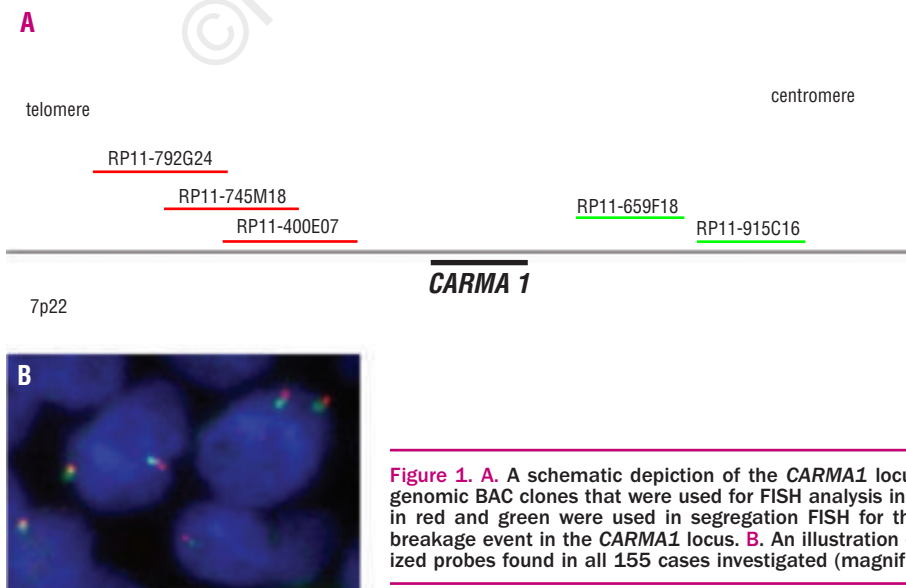 A
telomere
centromere
RP11-792G24
RP11-745M18
RP11-659F18
RP11-400E07
RP11-915C16
CARMA 1
7p22
B
Figure 1. A. A schematic depiction of the CARMA1 locu
genomic BAC clones that were used for FISH analysis in
in red and green were used in segregation FISH for th
breakage event in the CARMA1 locus. B. An illustration
ized probes found in all 155 cases investigated (magnif